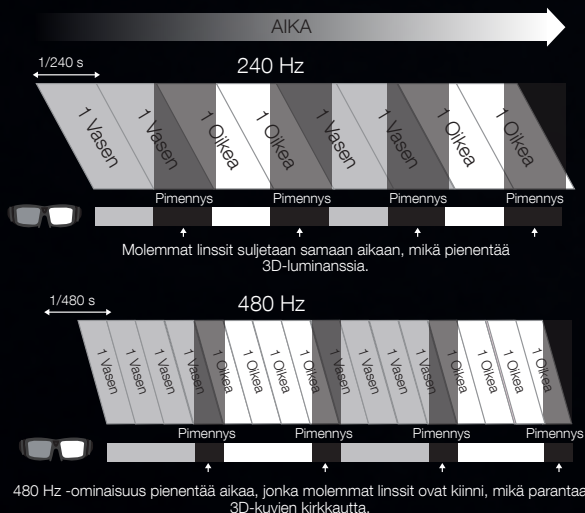 AIKA
1/240 s
240 Hz
1 Vasen
1 Vasen
1 Oikea
1 Oikea
1 Vasen
1 Vasen
1 Oikea
1 Oikea
Pimennys
Pimennys
Pimennys
Pimennys
Molemmat linssit suljetaan samaan aikaan, mikä pienentää
3D-luminanssia.
1/480 s
480 Hz
1 Vasen
1 Vasen
1 Vasen
1 Vasen
1 Oikea
1 Oikea
1 Oikea
1 Oikea
1 Vasen
1 Vasen
1 Vasen
1 Vasen
1 Oikea
1 Oikea
1 Oikea
1 Oikea
Pimennys
Pimennys
Pimennys
Pimennys
480 Hz -ominaisuus pienentää aikaa, jonka molemmat linssit ovat kiinni, mikä parantaa
3D-kuvien kirkkautta.